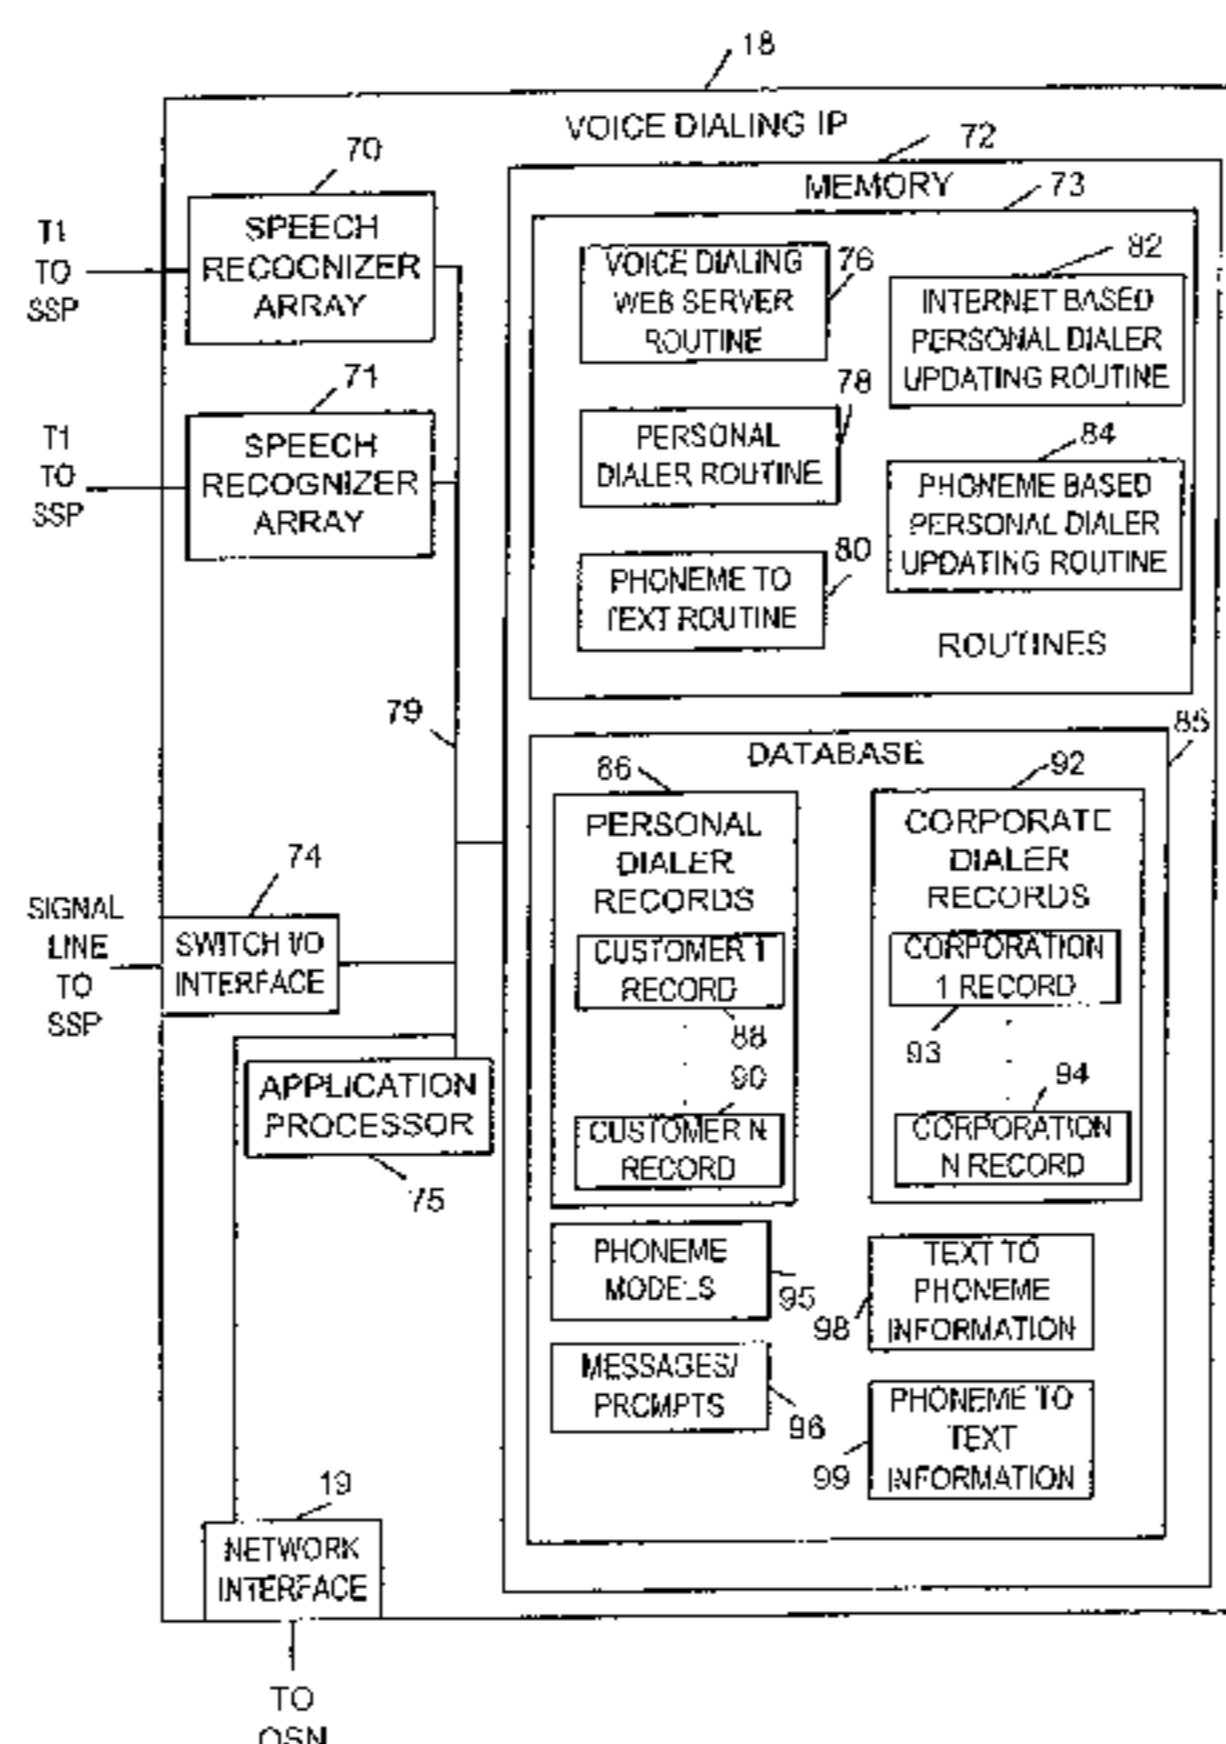 18
VOICE DIALING IP
70
72
MEMORY
73
T1
TO
SSP
SPEECH
RECOGNIZER
ARRAY
VOICE DIALING
WEB SERVER
ROUTINE
76
82
INTERNET BASED
PERSONAL DIALER
UPDATING ROUTINE
71
T1
TO
SSP
SPEECH
RECOGNIZER
ARRAY
78
PERSONAL
DIALER ROUTINE
84
PHONEME BASED
PERSONAL DIALER
UPDATING ROUTINE
80
PHONEME TO
TEXT ROUTINE
ROUTINES
79
85
DATABASE
86
PERSONAL
DIALER
RECORDS
92
CORPORATE
DIALER
RECORDS
74
SIGNAL
LINE
TO
SSP
SWITCH I/O
INTERFACE
CUSTOMER 1
RECORD
88
CORPORATION
1 RECORD
93
APPLICATION
PROCESSOR
75
90
CUSTOMER N
RECORD
94
CORPORATION
N RECORD
PHONEME
MODELS
95
TEXT TO
PHONEME
INFORMATION
98
MESSAGES/
PROMPTS
96
PHONEME TO
TEXT
INFORMATION
99
19
NETWORK
INTERFACE
TO
OSN